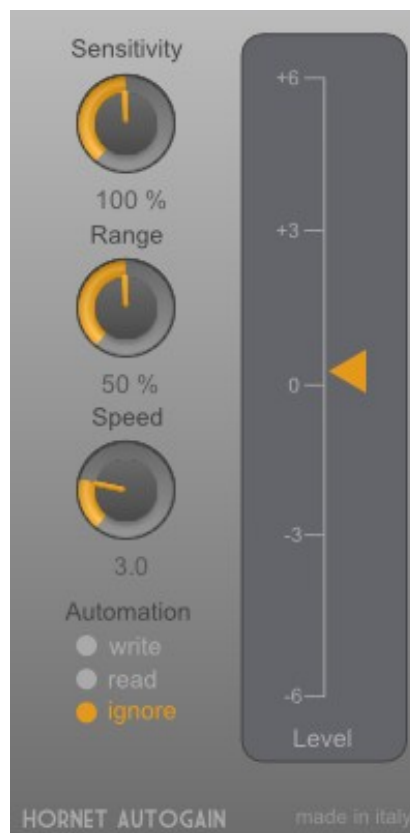 Sensitivity
100 %
Range
50 %
Speed
3.0
Automation
write
read
ignore
+6
+3
0
-3
-6
Level
HORNET AUTOGAIN
made in italy